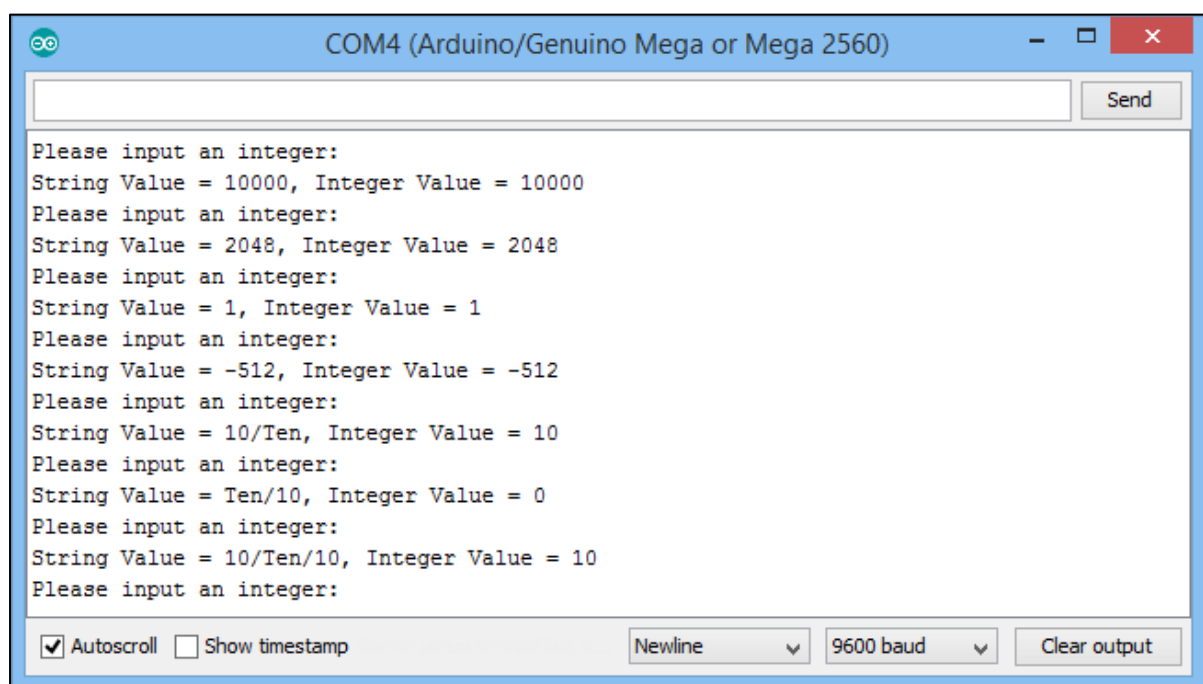 COM4 (Arduino/Genuino Mega or Mega 2560)
Send
Please input an integer:
String Value = 10000, Integer Value = 10000
Please input an integer:
String Value = 2048, Integer Value = 2048
Please input an integer:
String Value = 1, Integer Value = 1
Please input an integer:
String Value = -512, Integer Value = -512
Please input an integer:
String Value = 10/Ten, Integer Value = 10
Please input an integer:
String Value = Ten/10, Integer Value = 0
Please input an integer:
String Value = 10/Ten/10, Integer Value = 10
Please input an integer:
Autoscroll Show timestamp Newline 9600 baud Clear output